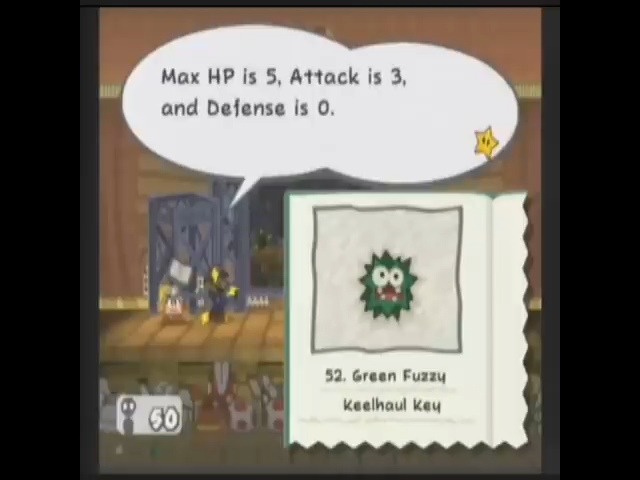 Max HP is 5, Attack is 3,
and Defense is 0.
52. Green Fuzzy
Keelhaul Key
50